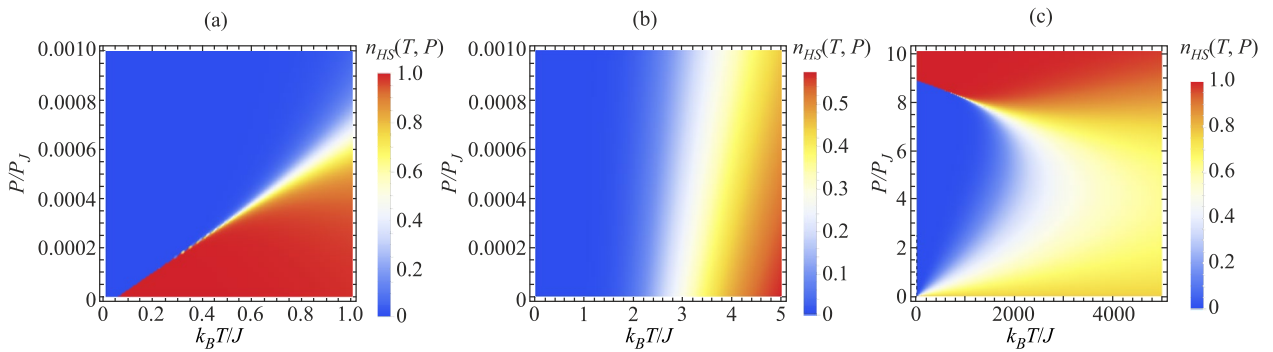 (a)
n_HS(T, P)
P/P_J
0.0010
0.0008
0.0006
0.0004
0.0002
0
0.2 0.4 0.6 0.8 1.0
k_BT/J
1.0
0.8
0.6
0.4
0.2
0
(b)
n_HS(T, P)
P/P_J
0.0010
0.0008
0.0006
0.0004
0.0002
0
0 1 2 3 4 5
k_BT/J
0.5
0.4
0.3
0.2
0.1
0
(c)
n_HS(T, P)
P/P_J
10
8
6
4
2
0
0 2000 4000
k_BT/J
1.0
0.8
0.6
0.4
0.2
0